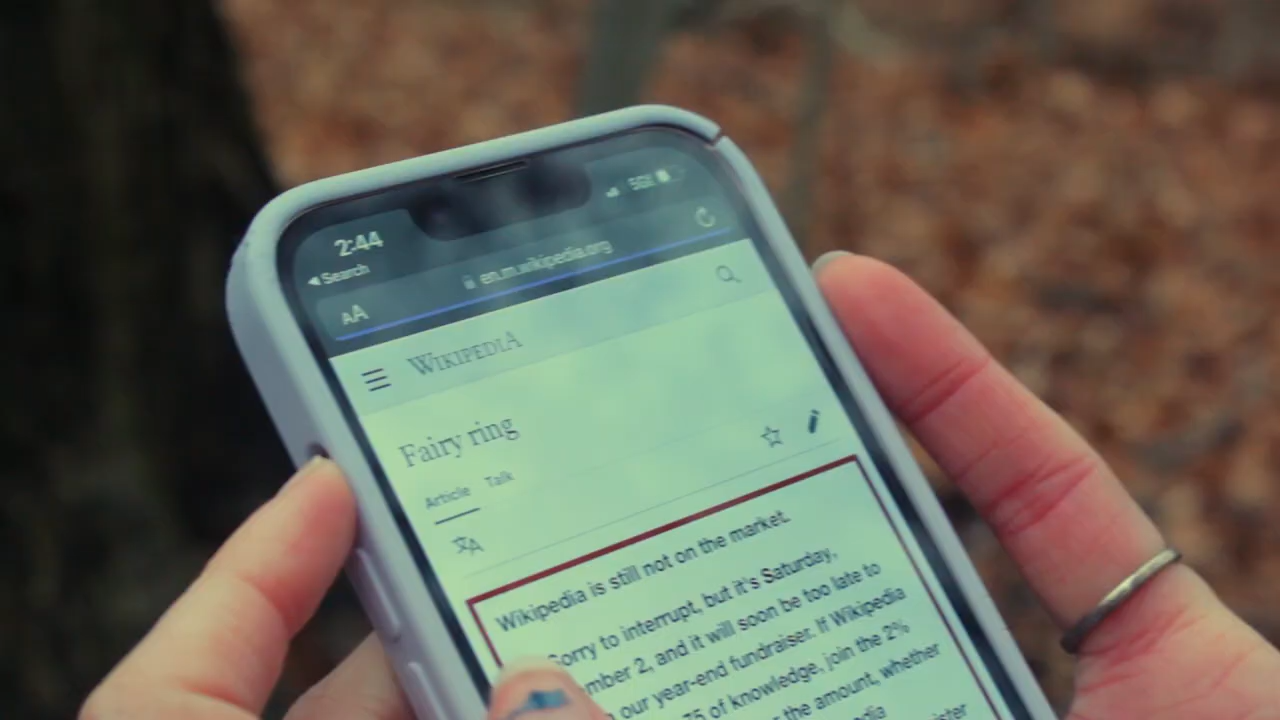 2:44
Search
AA en.m.wikipedia.org
WIKIPEDIA
Fairy ring
Article Talk
Wikipedia is still not on the market.
Sorry to interrupt, but it's Saturday,
mber 2, and it will soon be too late to
our year-end fundraiser. If Wikipedia
75 of knowledge, join the 2%
the amount, whether